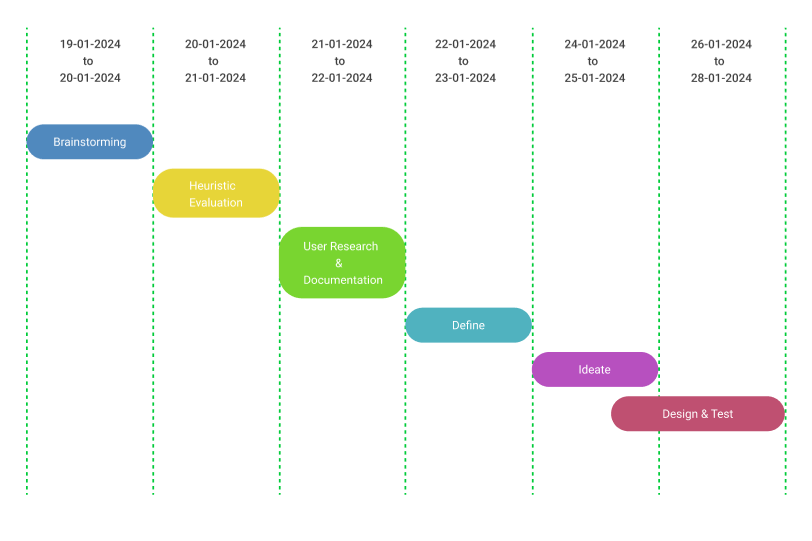 19-01-2024
to
20-01-2024
20-01-2024
to
21-01-2024
21-01-2024
to
22-01-2024
22-01-2024
to
23-01-2024
24-01-2024
to
25-01-2024
26-01-2024
to
28-01-2024
Brainstorming
Heuristic
Evaluation
User Research
&
Documentation
Define
Ideate
Design & Test